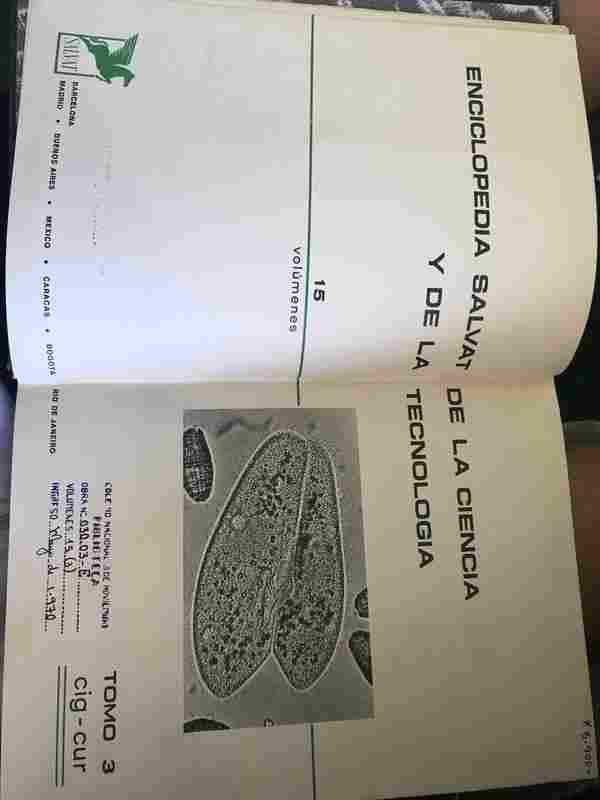 x 6.900-
ENCICLOPEDIA SALVAT DE LA CIENCIA
Y DE LA TECNOLOGIA
15
volúmenes
SALVAT
BARCELONA
MADRID • BUENOS AIRES • MEXICO • CARACAS • BOGOTA RIO DE JANEIRO
COLE IO NACIONAL 3 DE NOVIEMBRE
BIBLIOTECA
OBRA Nº 030.03-E
VOLUMENES 15 (3)
INGRESO Mayo de 1.970
TOMO 3
cig-cur